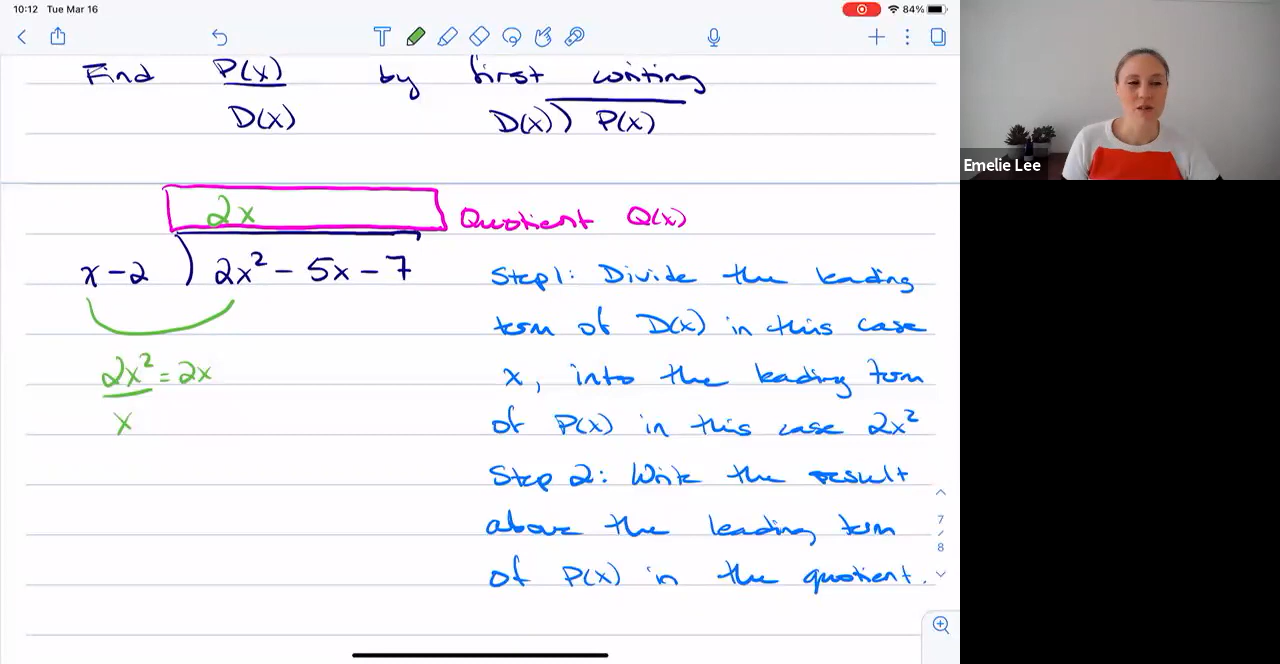 10:12 Tue Mar 16
84%
Find P(x) by first writing
D(x) D(x) ) P(x)
Emelie Lee
2x Quotient Q(x)
x - 2 ) 2x² - 5x - 7
Step 1: Divide the leading
term of D(x) in this case
2x² = 2x
x
x, into the leading term
of P(x) in this case 2x²
Step 2: Write the result
above the leading term
of P(x) in the quotient.
7
/
8